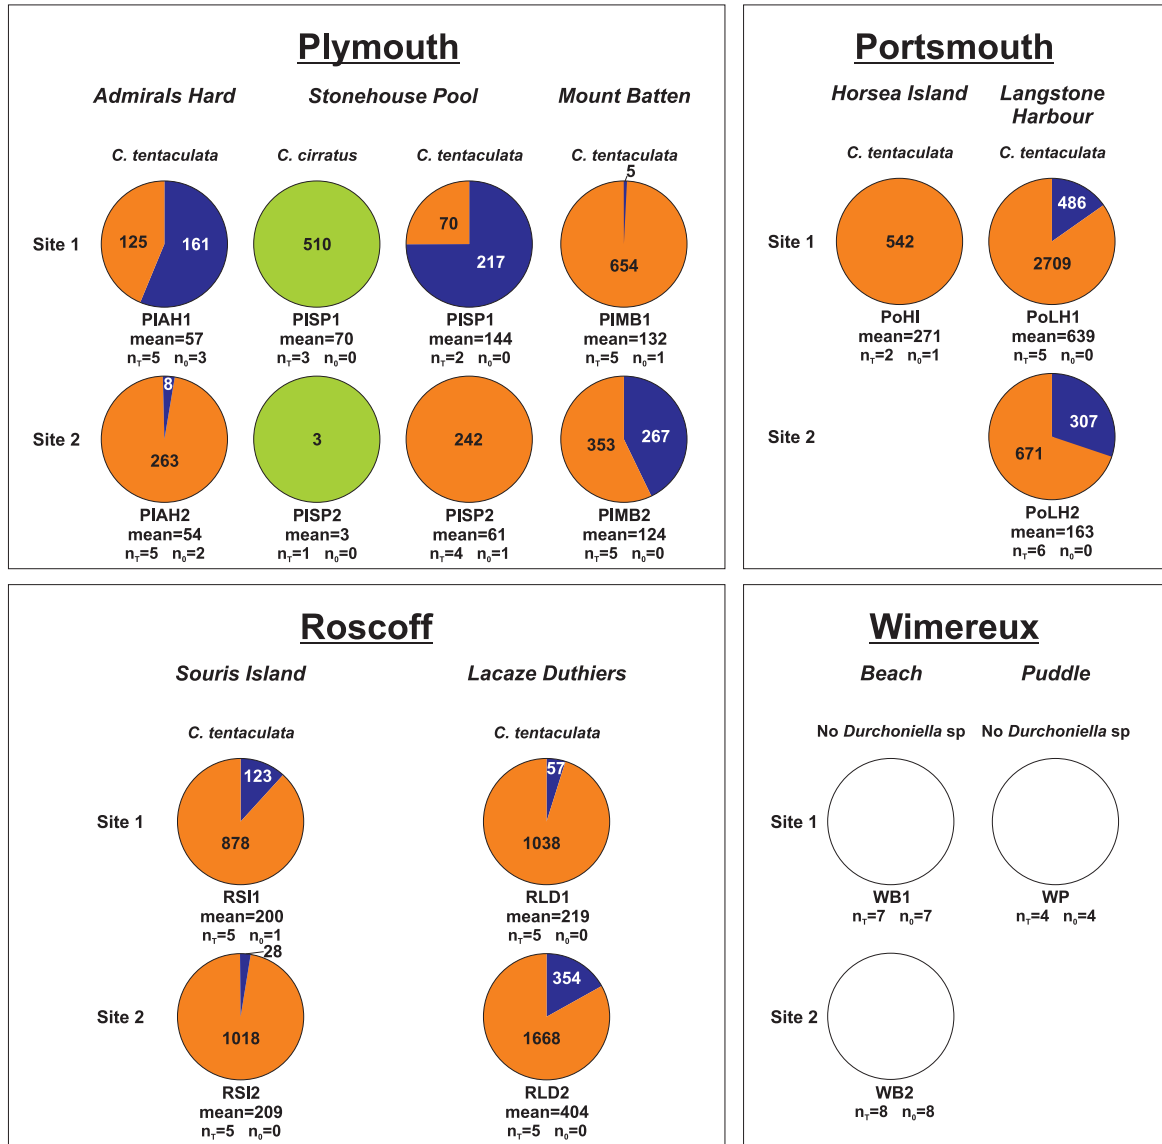 Plymouth
Admirals Hard
Stonehouse Pool
Mount Batten
C. tentaculata
C. cirratus
C. tentaculata
C. tentaculata
Site 1
125
161
510
70
217
5
654
PlAH1
mean=57
nT=5 n0=3
PlSP1
mean=70
nT=3 n0=0
PlSP1
mean=144
nT=2 n0=0
PlMB1
mean=132
nT=5 n0=1
Site 2
8
263
3
242
353
267
PlAH2
mean=54
nT=5 n0=2
PlSP2
mean=3
nT=1 n0=0
PlSP2
mean=61
nT=4 n0=1
PlMB2
mean=124
nT=5 n0=0
Portsmouth
Horsea Island
Langstone
Harbour
C. tentaculata
C. tentaculata
Site 1
542
486
2709
PoHI
mean=271
nT=2 n0=1
PoLH1
mean=639
nT=5 n0=0
Site 2
307
671
PoLH2
mean=163
nT=6 n0=0
Roscoff
Souris Island
Lacaze Duthiers
C. tentaculata
C. tentaculata
Site 1
123
878
57
1038
RSI1
mean=200
nT=5 n0=1
RLD1
mean=219
nT=5 n0=0
Site 2
28
1018
354
1668
RSI2
mean=209
nT=5 n0=0
RLD2
mean=404
nT=5 n0=0
Wimereux
Beach
Puddle
No Durchoniella sp
No Durchoniella sp
Site 1
WB1
nT=7 n0=7
WP
nT=4 n0=4
Site 2
WB2
nT=8 n0=8